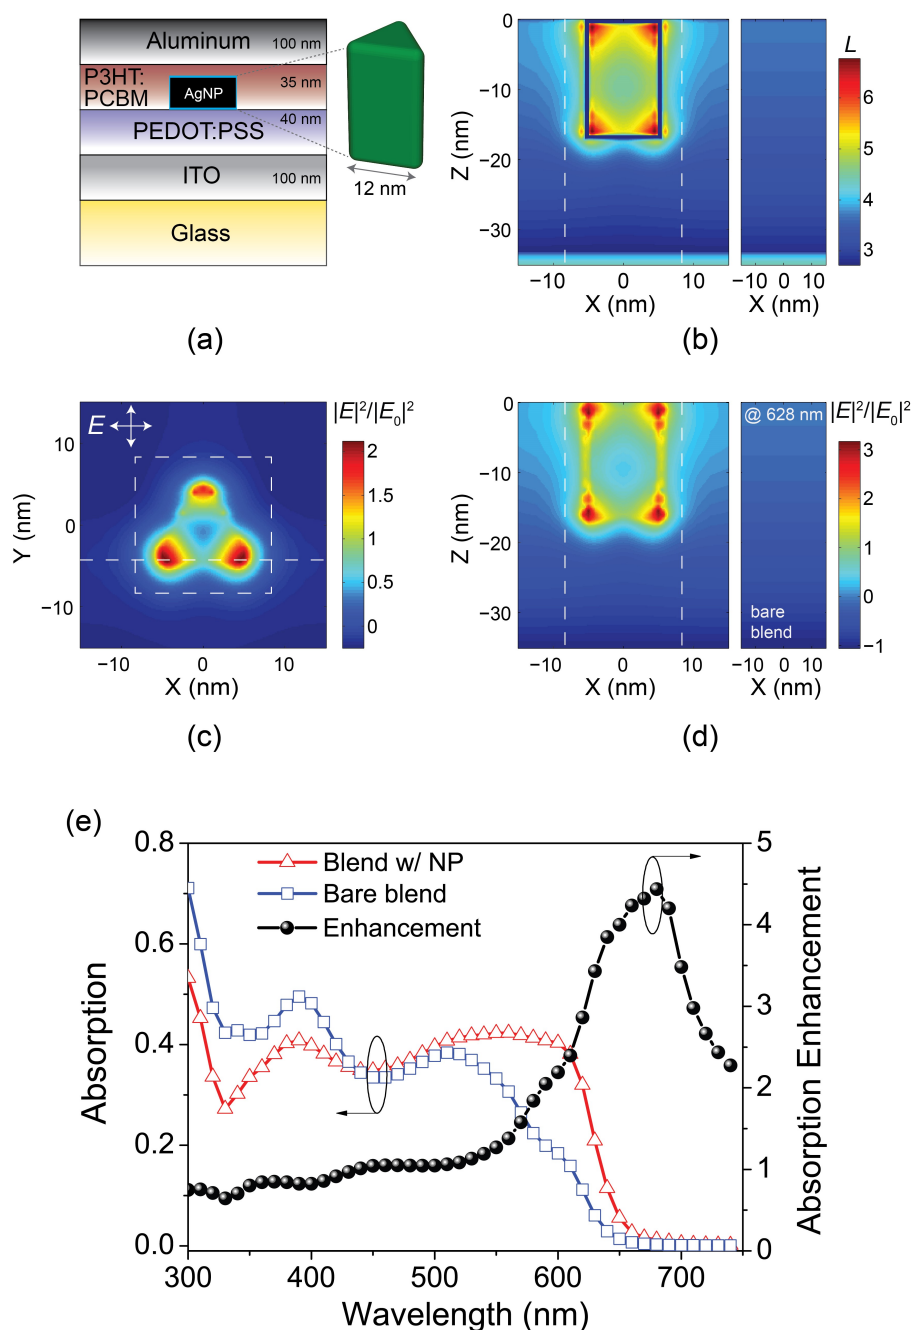 Aluminum
100 nm
P3HT:
PCBM
AgNP
35 nm
40 nm
PEDOT:PSS
ITO
100 nm
Glass
12 nm
(a)
0
−10
−20
−30
Z (nm)
−10
0
10
X (nm)
−10
0
10
X (nm)
L
6
5
4
3
(b)
E
10
0
−10
Y (nm)
−10
0
10
X (nm)
|E|²/|E₀|²
2
1.5
1
0.5
0
(c)
0
−10
−20
−30
Z (nm)
−10
0
10
X (nm)
@ 628 nm
bare
blend
−10
0
10
X (nm)
|E|²/|E₀|²
3
2
1
0
−1
(d)
(e)
0.8
0.6
0.4
0.2
0.0
Absorption
Blend w/ NP
Bare blend
Enhancement
5
4
3
2
1
0
Absorption Enhancement
300
400
500
600
700
Wavelength (nm)